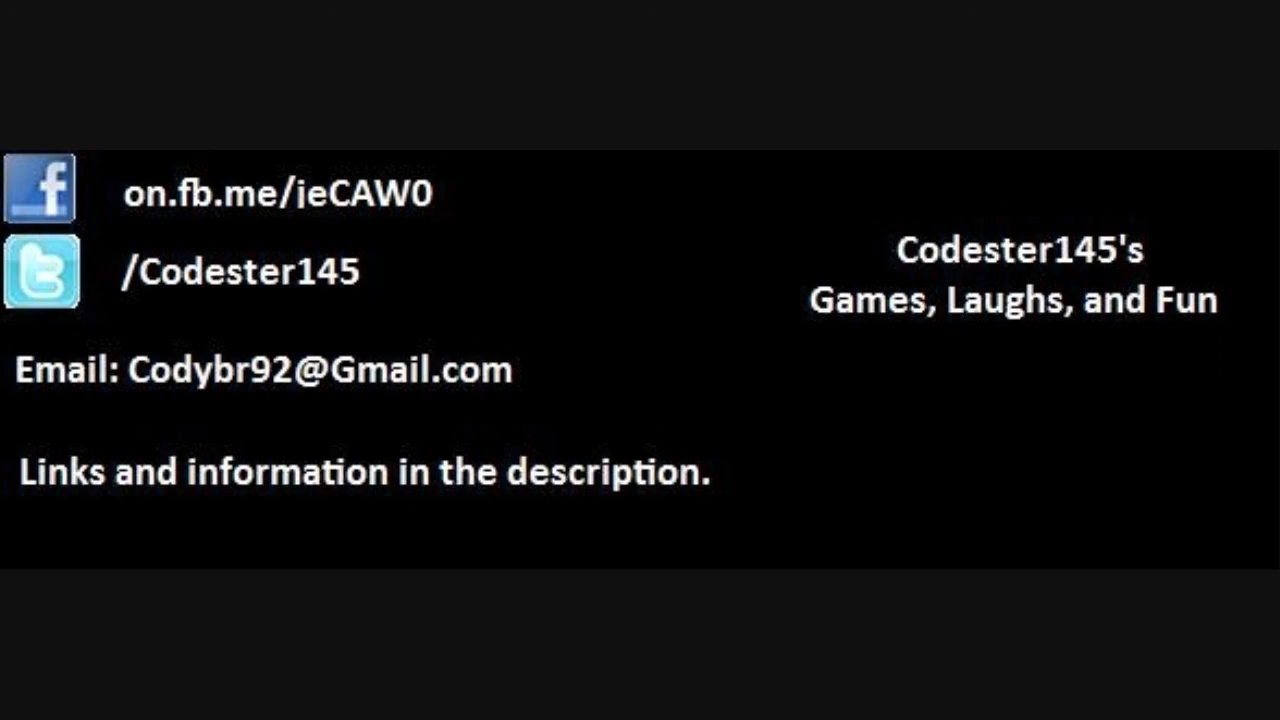 on.fb.me/jeCAW0
/Codester145
Codester145's
Games, Laughs, and Fun
Email: Codybr92@Gmail.com
Links and information in the description.